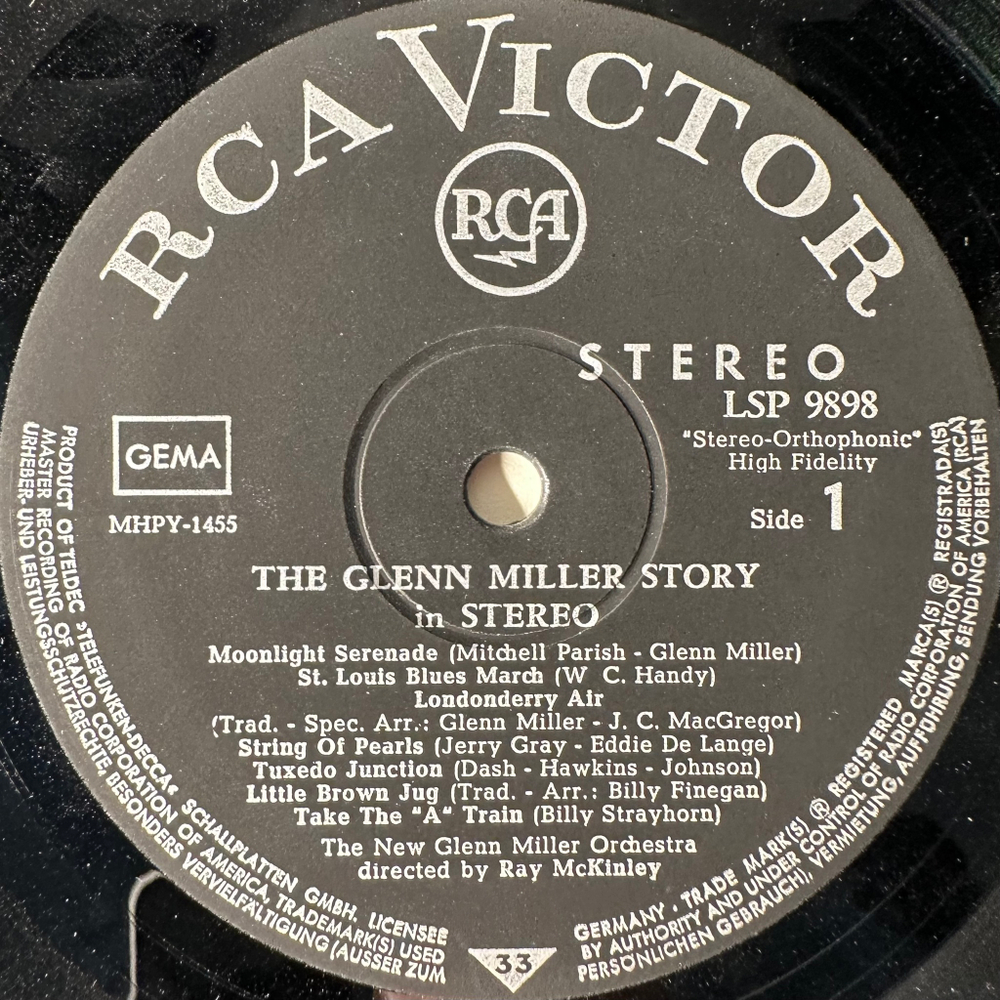 RCA VICTOR
RCA
STEREO
LSP 9898
"Stereo-Orthophonic"
High Fidelity
GEMA
MHPY-1455
Side 1
THE GLENN MILLER STORY
in STEREO
Moonlight Serenade (Mitchell Parish - Glenn Miller)
St. Louis Blues March (W C. Handy)
Londonderry Air
(Trad. - Spec. Arr.: Glenn Miller - J. C. MacGregor)
String Of Pearls (Jerry Gray - Eddie De Lange)
Tuxedo Junction (Dash - Hawkins - Johnson)
Little Brown Jug (Trad. - Arr.: Billy Finegan)
Take The "A" Train (Billy Strayhorn)
The New Glenn Miller Orchestra
directed by Ray McKinley
PRODUCT OF TELDEC »TELEFUNKEN-DECCA« SCHALLPLATTEN GMBH. LICENSEE
MASTER RECORDING OF RADIO CORPORATION OF AMERICA, TRADEMARK(S) USED
URHEBER- UND LEISTUNGSSCHUTZRECHTE, BESONDERS VERVIELFÄLTIGUNG (AUSSER ZUM
33
GERMANY · TRADE MARK(S) ® REGISTERED · MARCA(S) ® REGISTRADA(S)
BY AUTHORITY AND UNDER CONTROL OF RADIO CORPORATION OF AMERICA (RCA)
PERSÖNLICHEN GEBRAUCH), VERMIETUNG, AUFFÜHRUNG, SENDUNG VORBEHALTEN